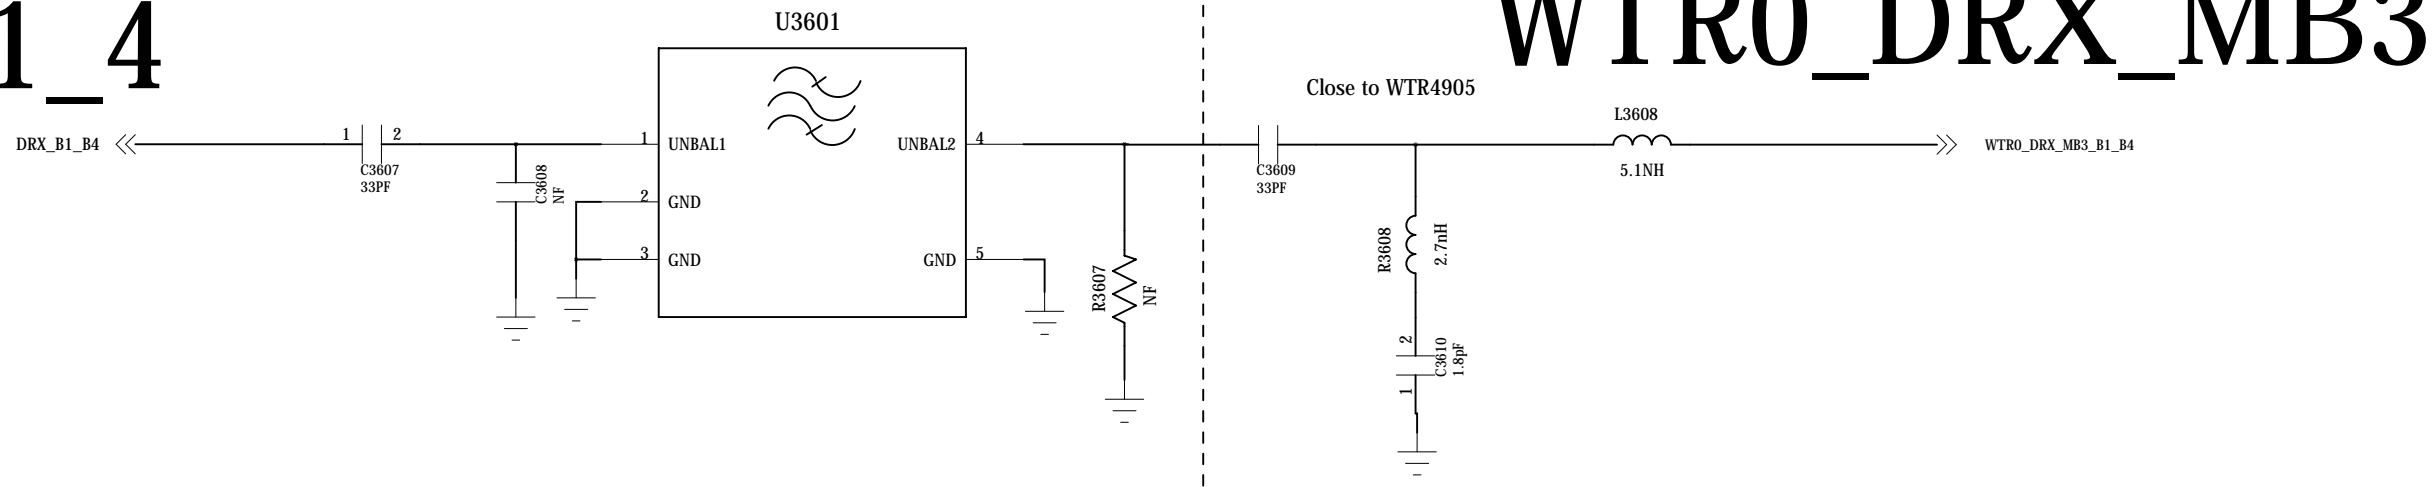 1_4
WTR0_DRX_MB3
U3601
Close to WTR4905
DRX_B1_B4
1
2
C3607
33PF
C3608
NF
1
UNBAL1
2
GND
3
GND
UNBAL2
4
GND
5
R3607
NF
C3609
33PF
L3608
5.1NH
WTR0_DRX_MB3_B1_B4
R3608
2.7nH
2
C3610
1.8pF
1